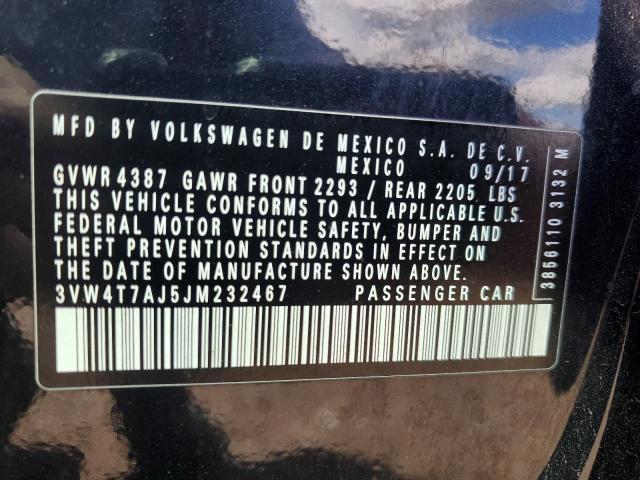 MFD BY VOLKSWAGEN DE MEXICO S.A. DE C.V.
MEXICO 09/17
GVWR 4387 GAWR FRONT 2293 / REAR 2205 LBS
THIS VEHICLE CONFORMS TO ALL APPLICABLE U.S.
FEDERAL MOTOR VEHICLE SAFETY, BUMPER AND
THEFT PREVENTION STANDARDS IN EFFECT ON
THE DATE OF MANUFACTURE SHOWN ABOVE.
3VW4T7AJ5JM232467 PASSENGER CAR
3856110 3132 M